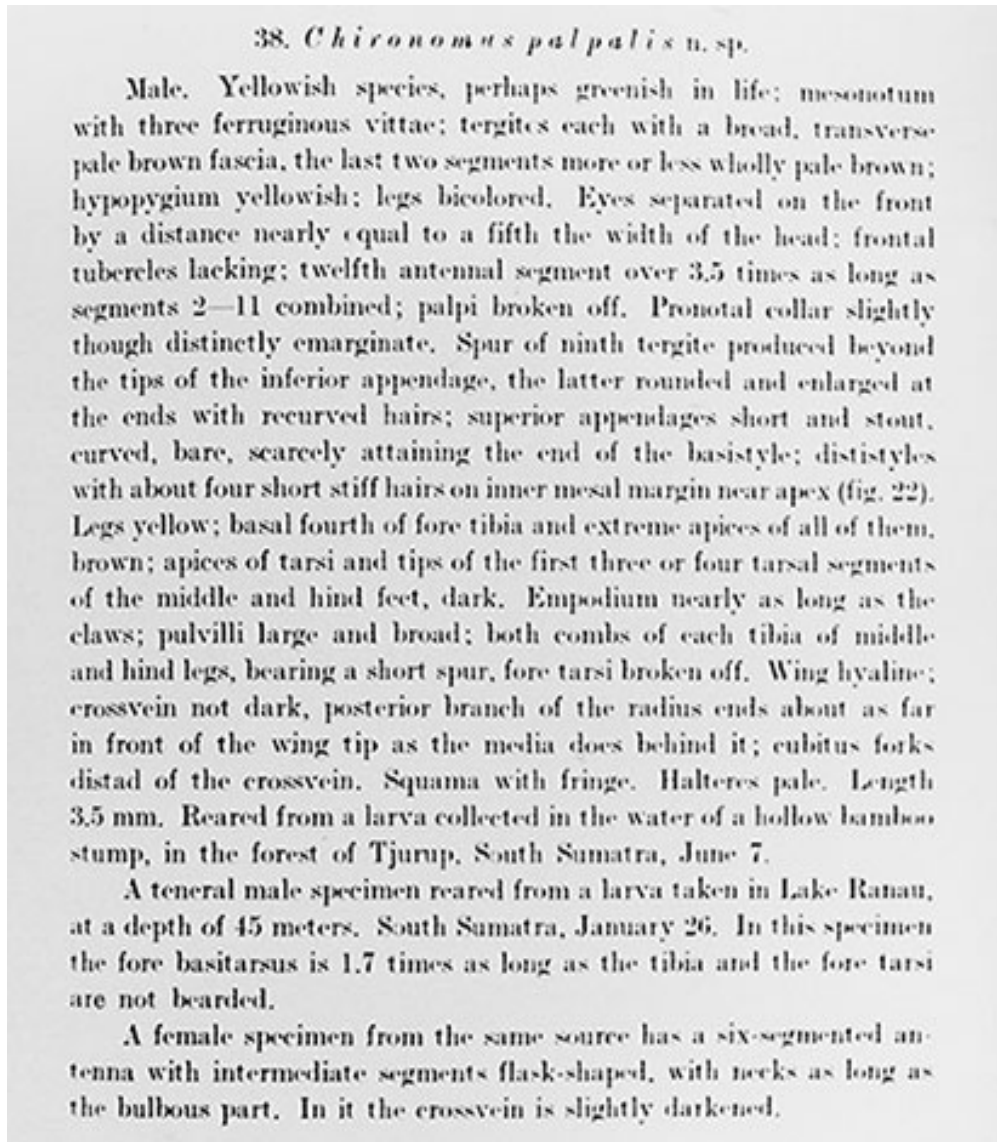 38. Chironomus palpalis n. sp.
Male. Yellowish species, perhaps greenish in life; mesonotum
with three ferruginous vittae; tergites each with a broad, transverse
pale brown fascia, the last two segments more or less wholly pale brown;
hypopygium yellowish; legs bicolored. Eyes separated on the front
by a distance nearly equal to a fifth the width of the head; frontal
tubercles lacking; twelfth antennal segment over 3.5 times as long as
segments 2—11 combined; palpi broken off. Pronotal collar slightly
though distinctly emarginate. Spur of ninth tergite produced beyond
the tips of the inferior appendage, the latter rounded and enlarged at
the ends with recurved hairs; superior appendages short and stout,
curved, bare, scarcely attaining the end of the basistyle; dististyles
with about four short stiff hairs on inner mesal margin near apex (fig. 22).
Legs yellow; basal fourth of fore tibia and extreme apices of all of them,
brown; apices of tarsi and tips of the first three or four tarsal segments
of the middle and hind feet, dark. Empodium nearly as long as the
claws; pulvilli large and broad; both combs of each tibia of middle
and hind legs, bearing a short spur, fore tarsi broken off. Wing hyaline;
crossvein not dark, posterior branch of the radius ends about as far
in front of the wing tip as the media does behind it; cubitus forks
distad of the crossvein. Squama with fringe. Halteres pale. Length
3.5 mm. Reared from a larva collected in the water of a hollow bamboo
stump, in the forest of Tjurup, South Sumatra, June 7.
A teneral male specimen reared from a larva taken in Lake Ranau,
at a depth of 45 meters. South Sumatra, January 26. In this specimen
the fore basitarsus is 1.7 times as long as the tibia and the fore tarsi
are not bearded.
A female specimen from the same source has a six-segmented an-
tenna with intermediate segments flask-shaped, with necks as long as
the bulbous part. In it the crossvein is slightly darkened.